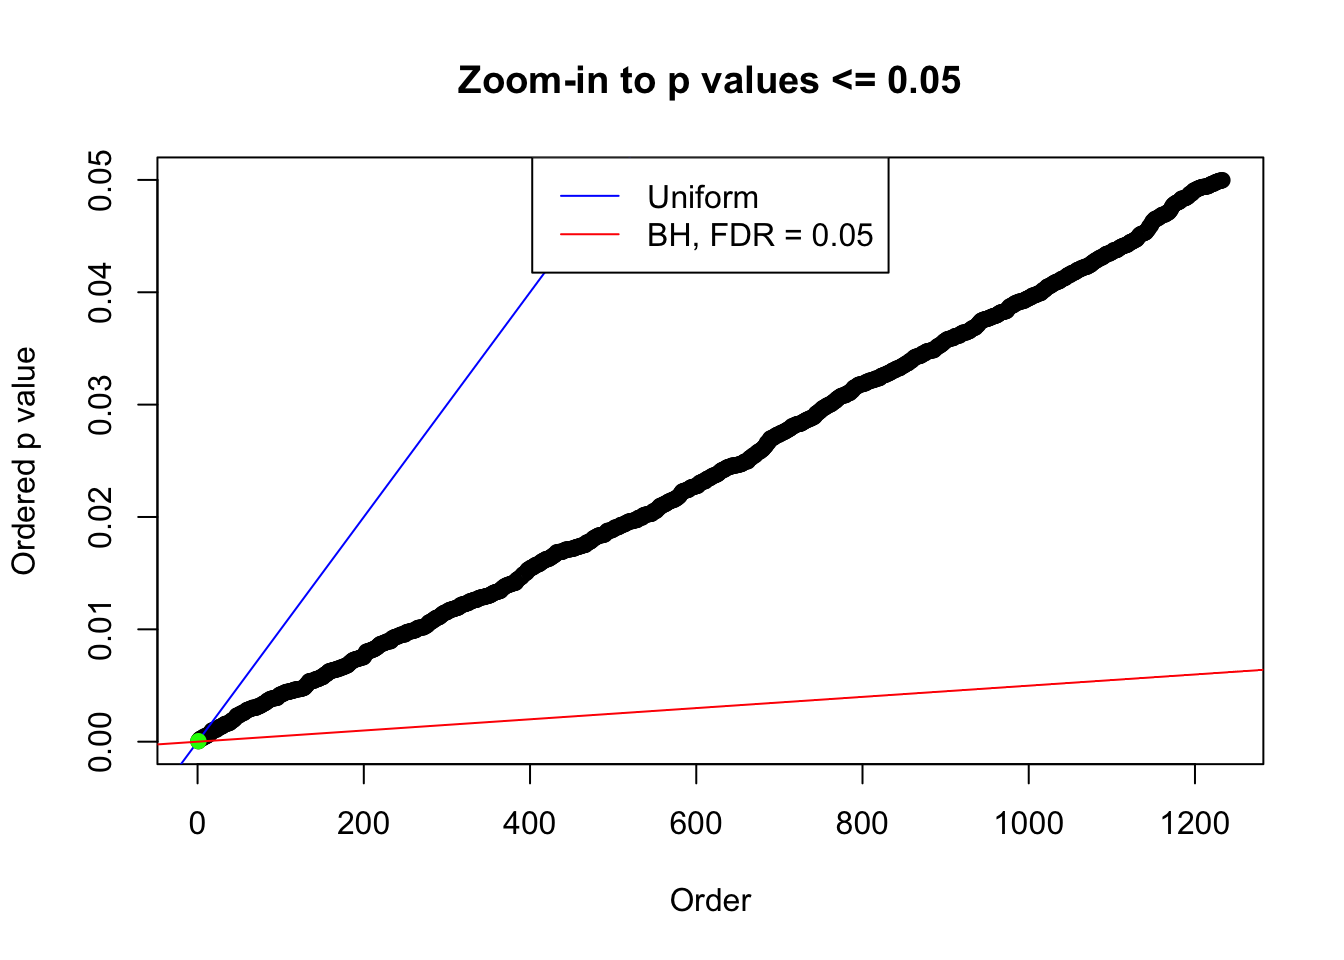 Zoom-in to p values <= 0.05
Uniform
BH, FDR = 0.05
Ordered p value
0.05
0.04
0.03
0.02
0.01
0.00
0 200 400 600 800 1000 1200
Order